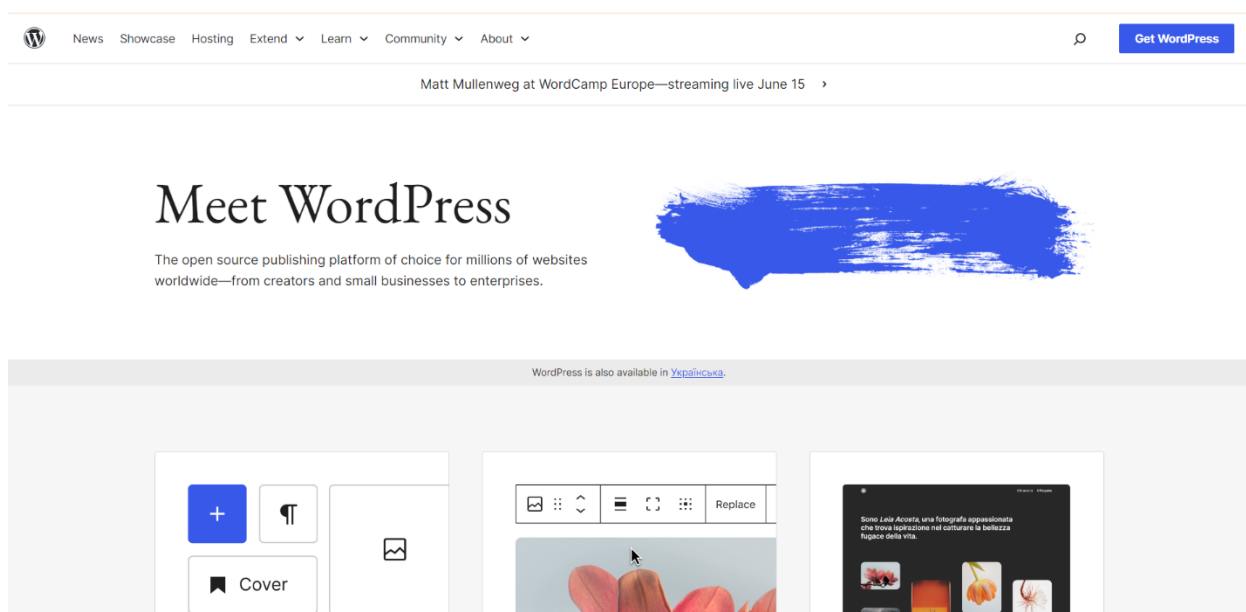 News Showcase Hosting Extend Learn Community About Get WordPress
Matt Mullenweg at WordCamp Europe—streaming live June 15
Meet WordPress
The open source publishing platform of choice for millions of websites
worldwide—from creators and small businesses to enterprises.
WordPress is also available in Українська.
Cover
Replace
Sono Leia Acosta, una fotografa appassionata
che trova ispirazione nel catturare la bellezza
fugace della vita.